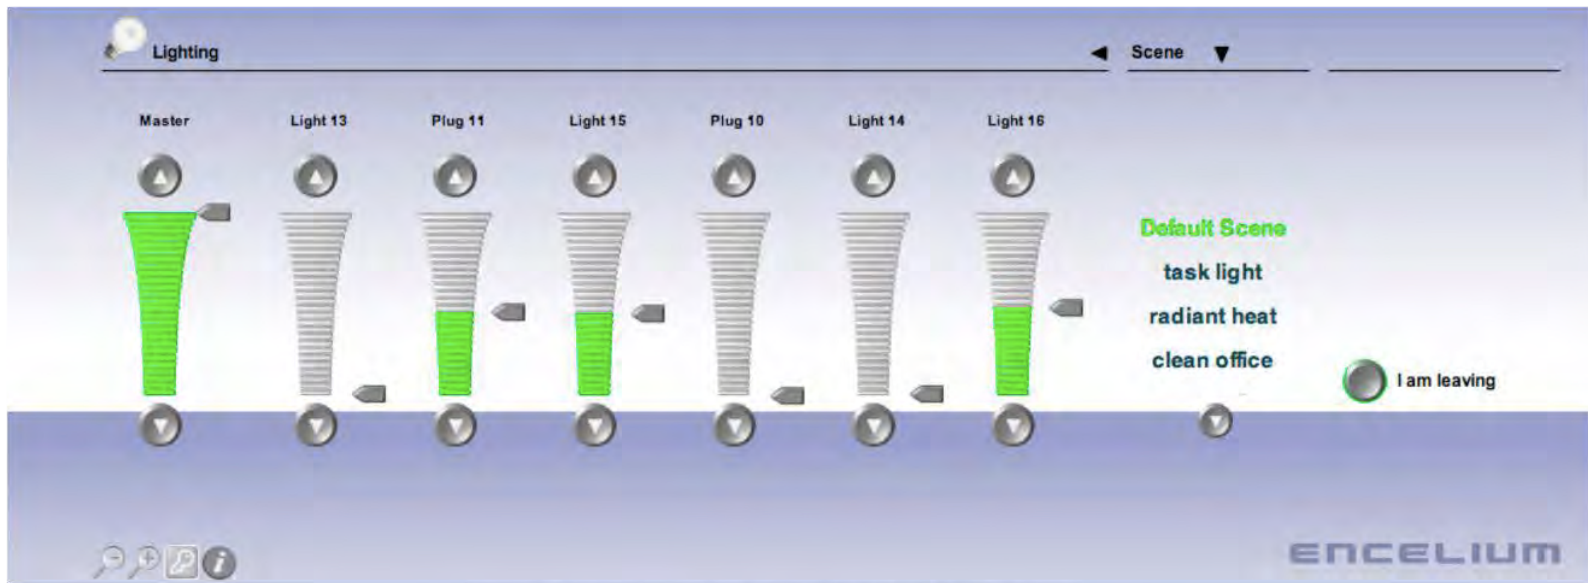 Lighting
Scene
Master
Light 13
Plug 11
Light 15
Plug 10
Light 14
Light 16
Default Scene
task light
radiant heat
clean office
I am leaving
i
ENCELIUM